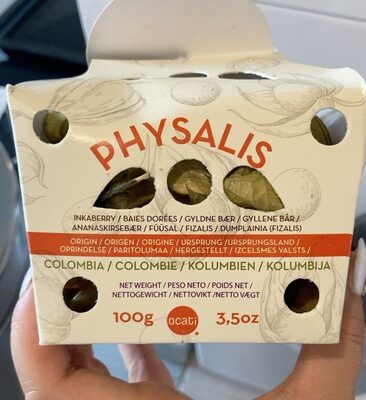 PHYSALIS
INKABERRY / BAIES DORÉES / GYLDNE BÆR / GYLLENE BÅR /
ANANASKIRSEBÆR / FÜÜSAL / FIZALIS / DUMPLAINIA (FIZALIS)
ORIGIN / ORIGEN / ORIGINE / URSPRUNG / URSPRUNGSLAND /
OPRINDELSE / PARITOLUMAA / HERGESTELLT / IZCELSMES VALSTS /
COLOMBIA / COLOMBIE / KOLUMBIEN / KOLUMBIJA
NET WEIGHT / PESO NETO / POIDS NET /
NETTOGEWICHT / NETTOVIKT / NETTO VÆGT
100g ocati 3,5oz